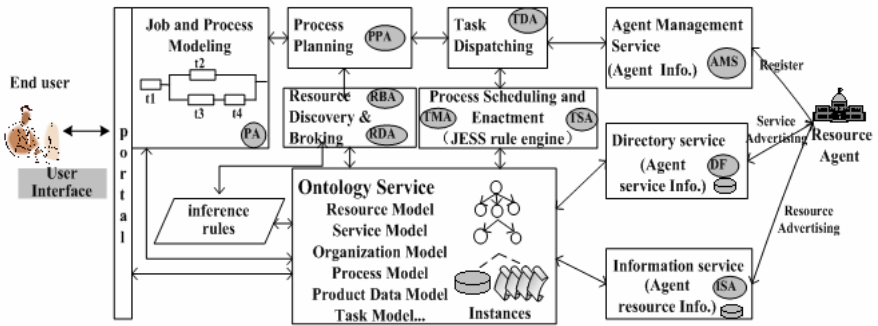 End user
User
Interface
portal
Job and Process
Modeling
t1
t2
t3
t4
PA
Process
Planning
PPA
Task
Dispatching
TDA
Resource
Discovery &
Broking
RBA
RDA
Process Scheduling and
Enactment
(JESS rule engine)
TMA
TSA
inference
rules
Ontology Service
Resource Model
Service Model
Organization Model
Process Model
Product Data Model
Task Model...
Instances
Agent Management
Service
(Agent Info.)
AMS
Directory service
(Agent
service Info.)
DF
Information service
(Agent
resource Info.)
ISA
Register
Service
Advertising
Resource
Advertising
Resource
Agent